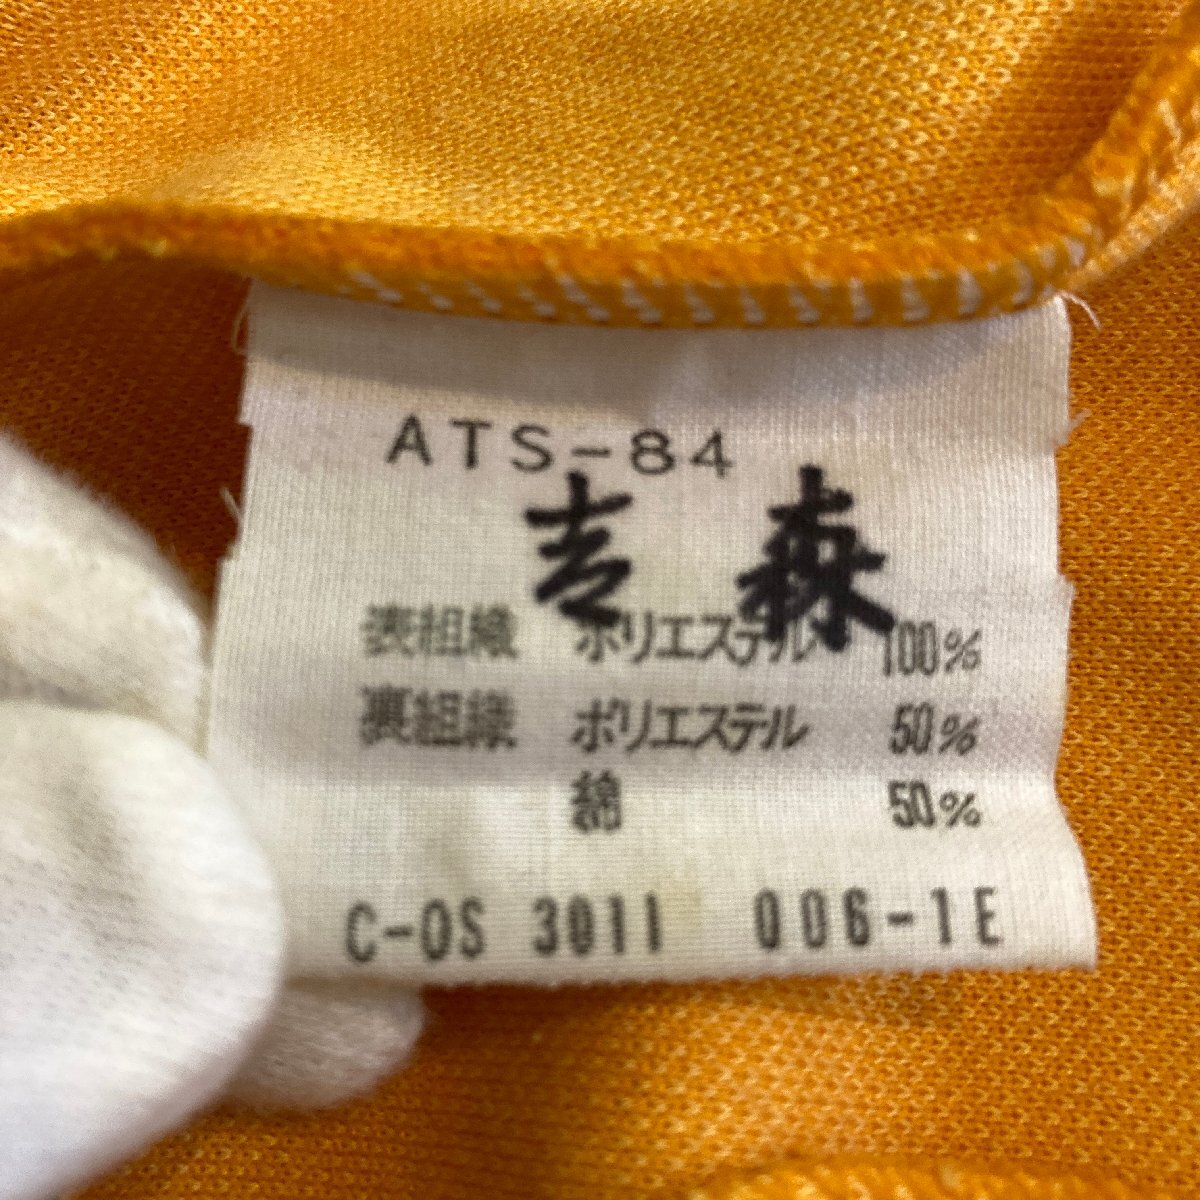 ATS-84
吉森
表組織 ポリエステル 100%
裏組織 ポリエステル 50%
綿 50%
C-OS 3011 006-1E